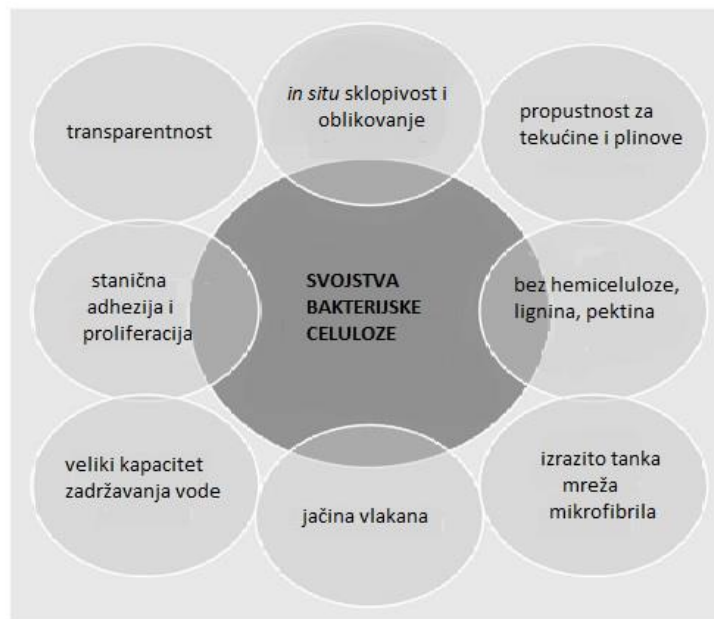 transparentnost
in situ sklopivost i
oblikovanje
propustnost za
tekućine i plinove
stanična
adhezija i
proliferacija
SVOJSTVA
BAKTERIJSKE
CELULOZE
bez hemiceluloze,
lignina, pektina
veliki kapacitet
zadržavanja vode
jačina vlakana
izrazito tanka
mreža
mikrofibrila